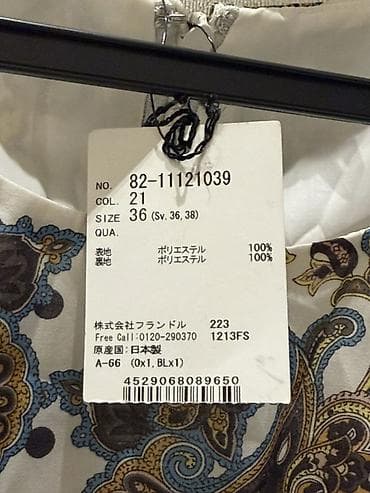 NO. 82-11121039
COL. 21
SIZE 36 (Sv.36,38)
QUA.
表地 ポリエステル 100%
裏地 ポリエステル 100%
株式会社フランドル 223
Free Call:0120-290370 1213FS
原産国:日本製
A-66 (Ox1,BLx1)
4529068089650